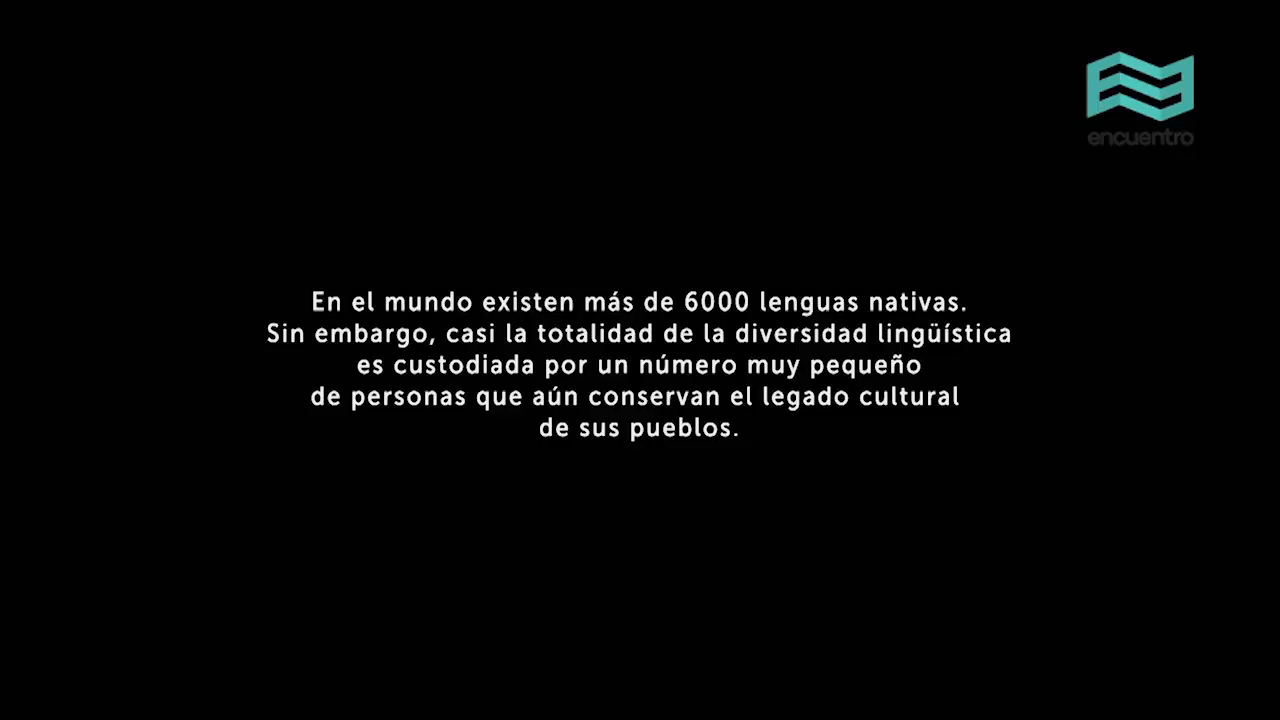 encuentro
En el mundo existen más de 6000 lenguas nativas.
Sin embargo, casi la totalidad de la diversidad lingüística
es custodiada por un número muy pequeño
de personas que aún conservan el legado cultural
de sus pueblos.